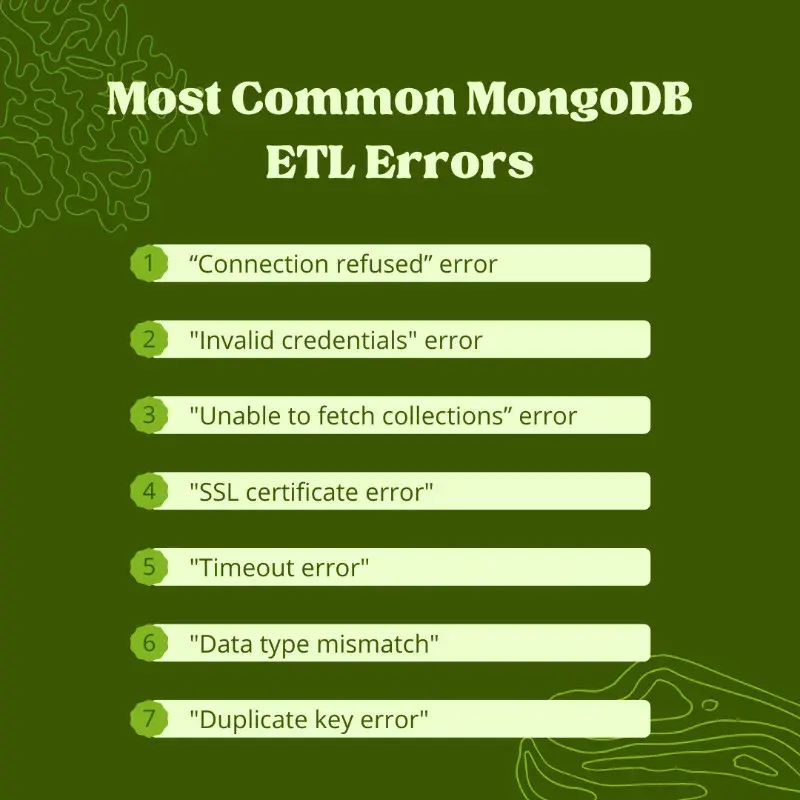 Most Common MongoDB
ETL Errors
1 “Connection refused” error
2 "Invalid credentials" error
3 "Unable to fetch collections” error
4 "SSL certificate error"
5 "Timeout error"
6 "Data type mismatch"
7 "Duplicate key error"